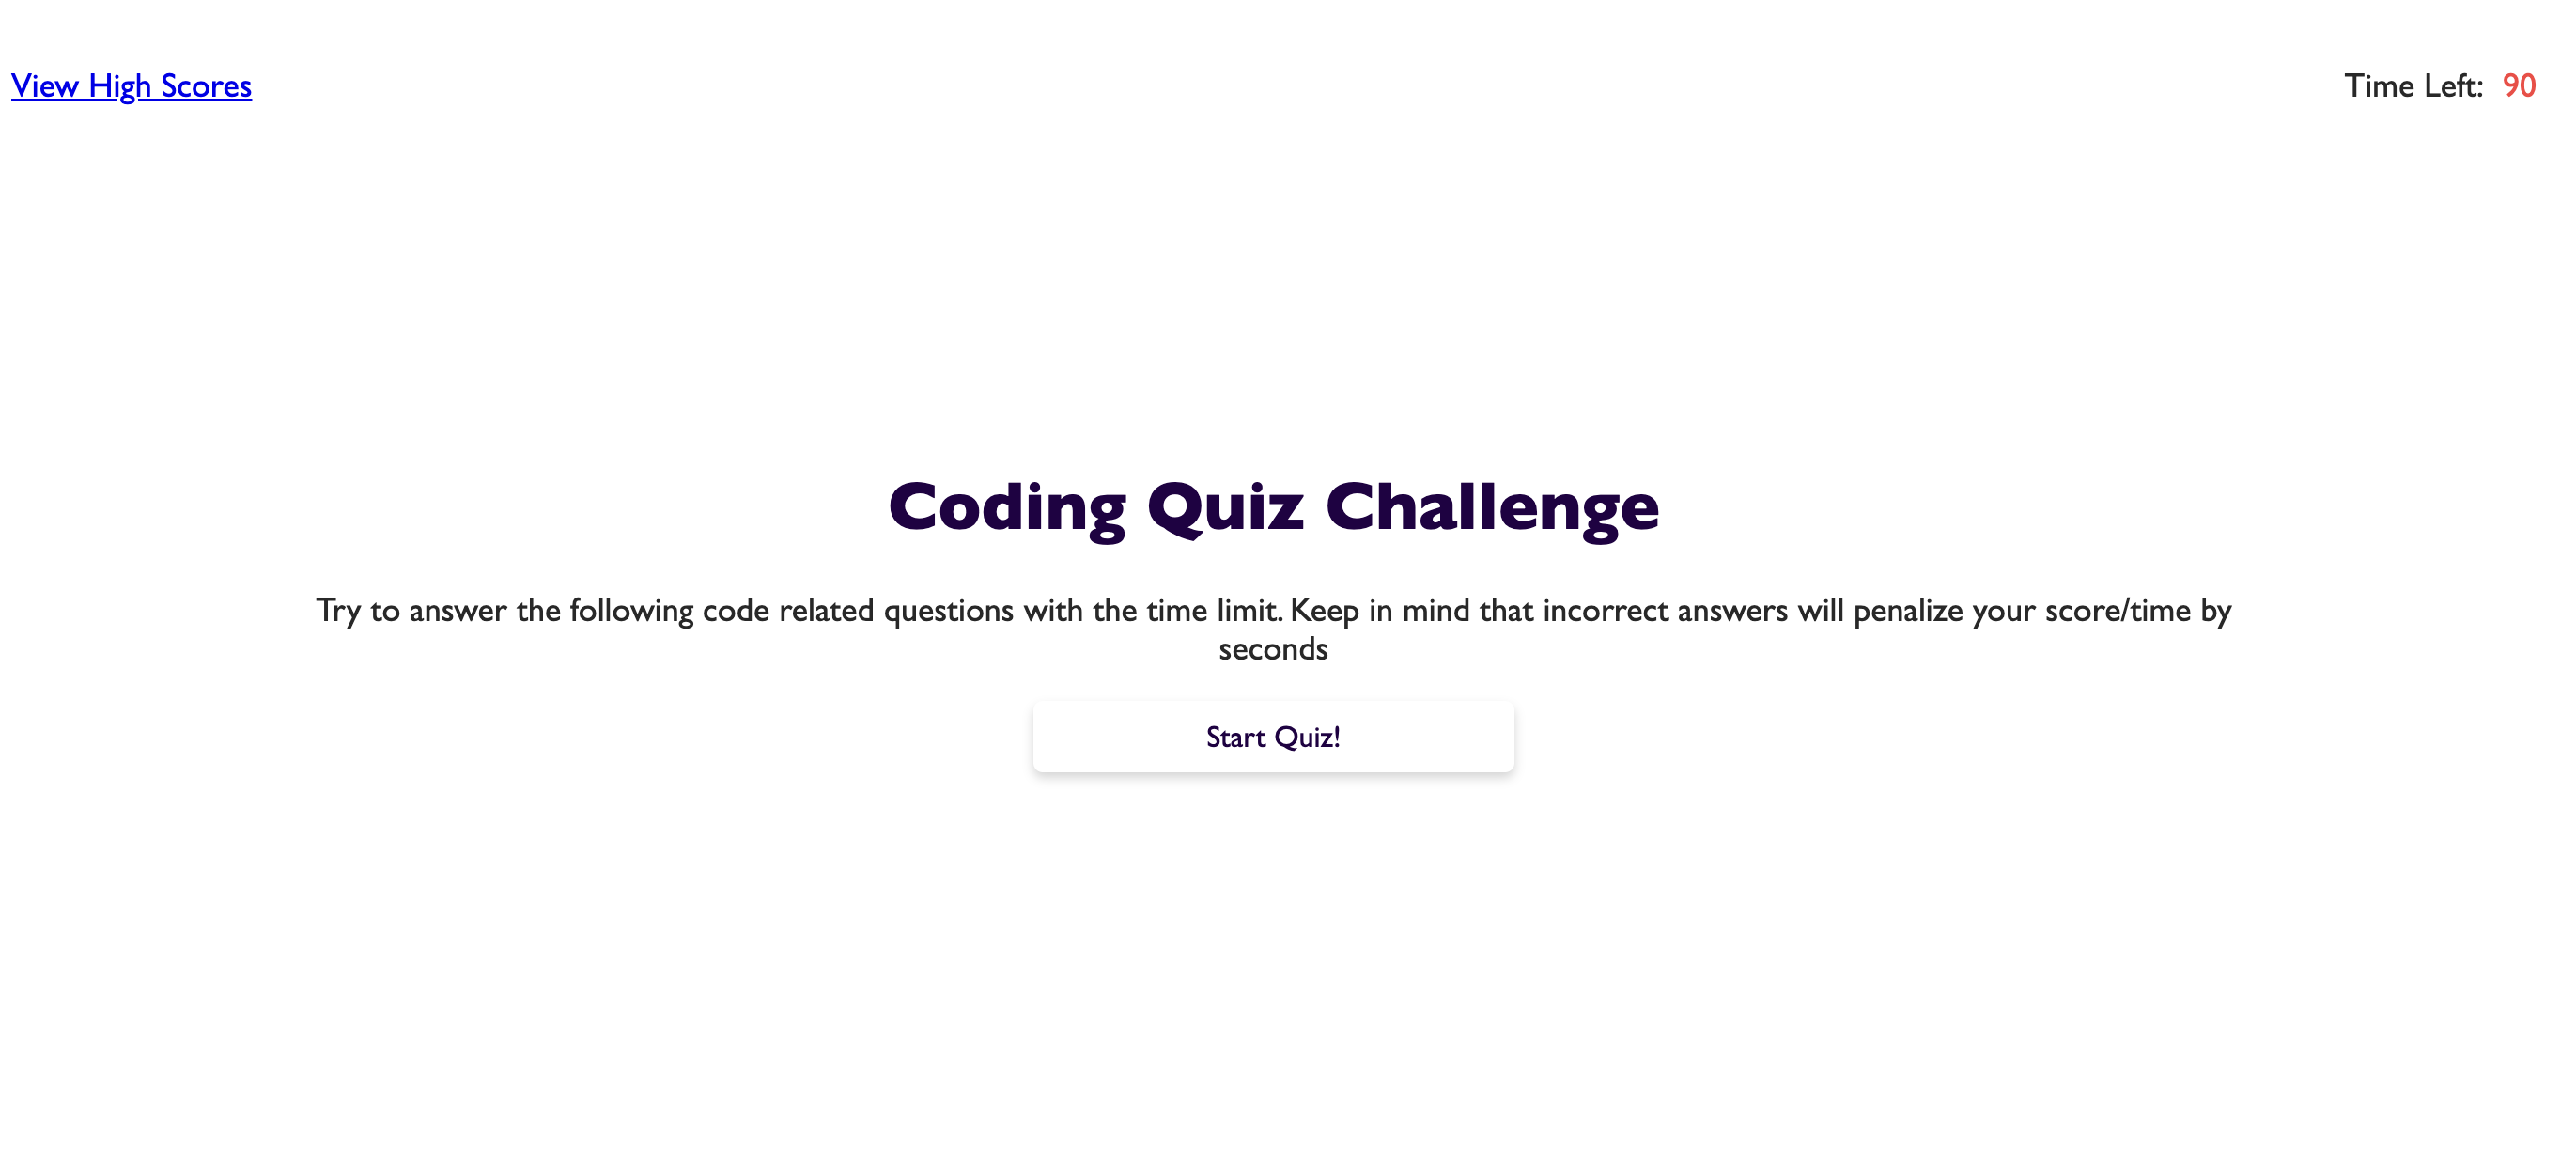 View High Scores
Time Left: 90
Coding Quiz Challenge
Try to answer the following code related questions with the time limit. Keep in mind that incorrect answers will penalize your score/time by
seconds
Start Quiz!